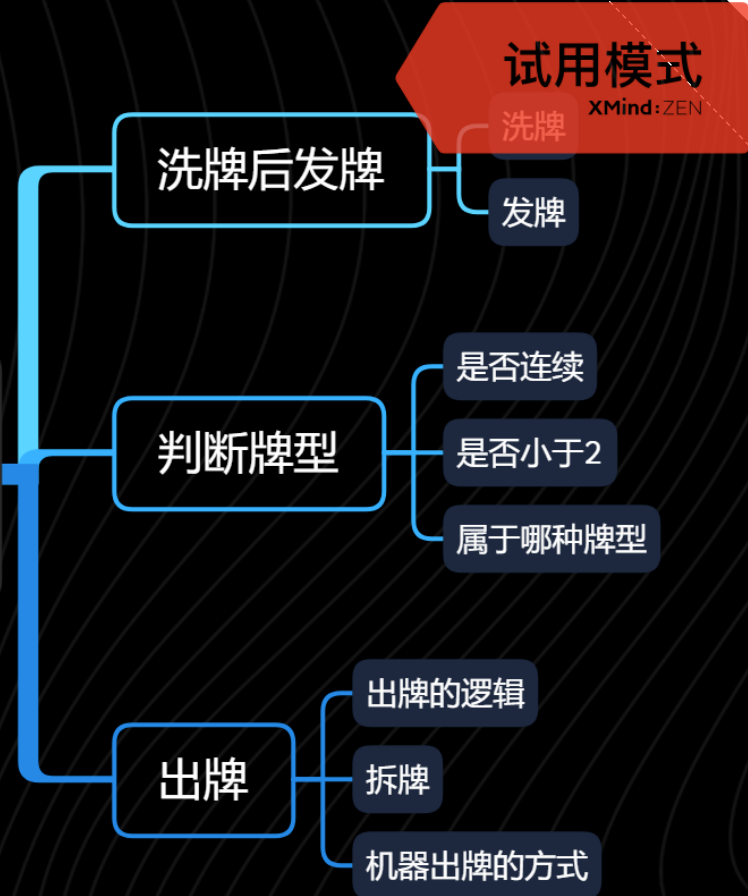 试用模式
XMind:ZEN
洗牌后发牌
洗牌
发牌
判断牌型
是否连续
是否小于2
属于哪种牌型
出牌
出牌的逻辑
拆牌
机器出牌的方式